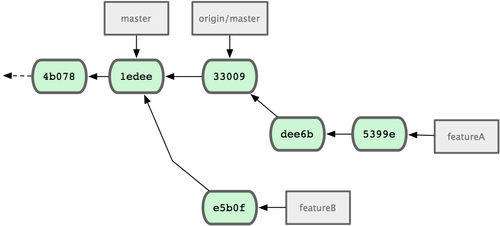 master
origin/master
4b078
1edee
33009
dee6b
5399e
featureA
e5b0f
featureB